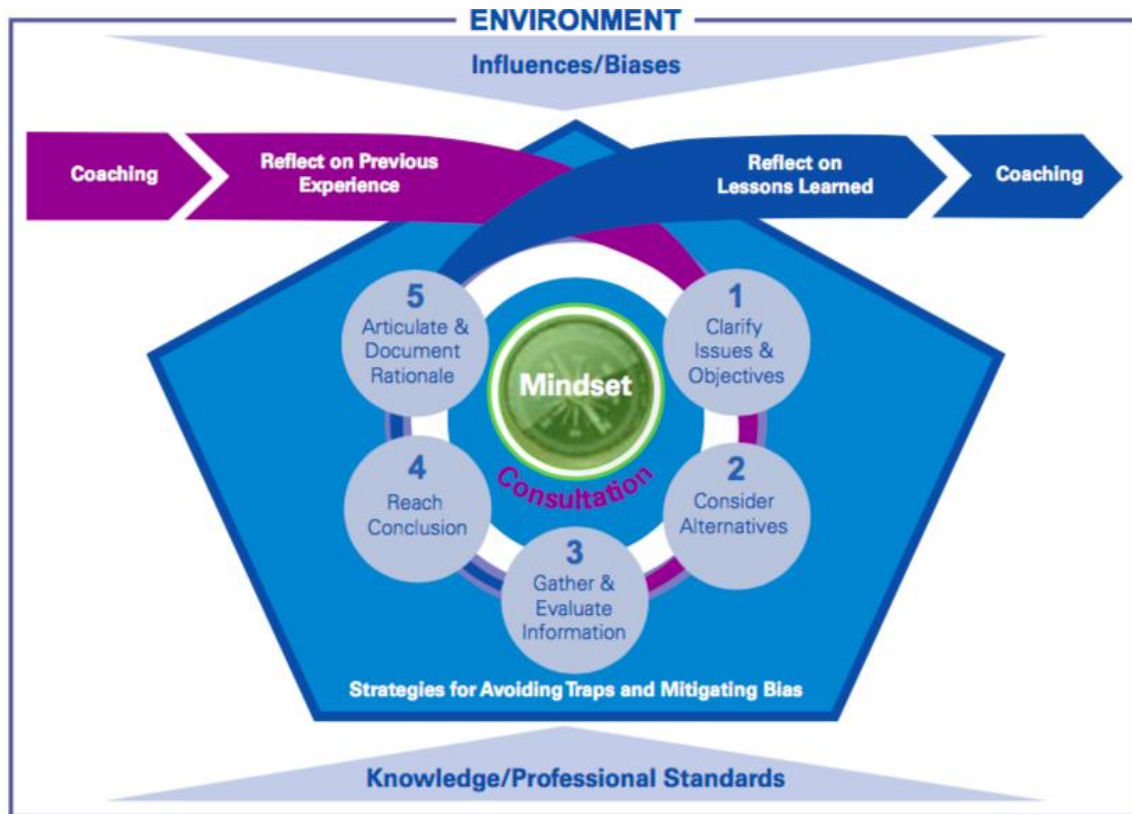 ENVIRONMENT
Influences/Biases
Coaching
Reflect on Previous
Experience
Reflect on
Lessons Learned
Coaching
1
Clarify
Issues &
Objectives
2
Consider
Alternatives
3
Gather &
Evaluate
Information
4
Reach
Conclusion
5
Articulate &
Document
Rationale
Mindset
Consultation
Strategies for Avoiding Traps and Mitigating Bias
Knowledge/Professional Standards